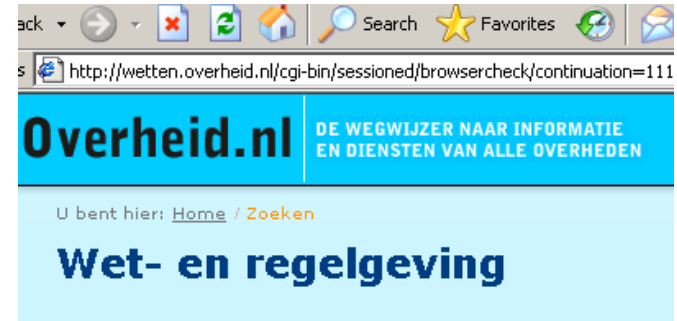 ack Search Favorites
s http://wetten.overheid.nl/cgi-bin/sessioned/browsercheck/continuation=111
Overheid.nl
DE WEGWIJZER NAAR INFORMATIE
EN DIENSTEN VAN ALLE OVERHEDEN
U bent hier: Home / Zoeken
Wet- en regelgeving